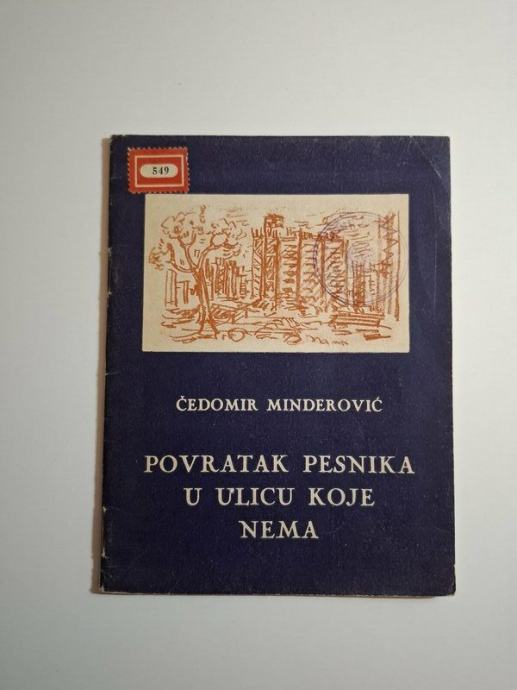 549
ČEDOMIR MINDEROVIĆ
POVRATAK PESNIKA
U ULICU KOJE
NEMA